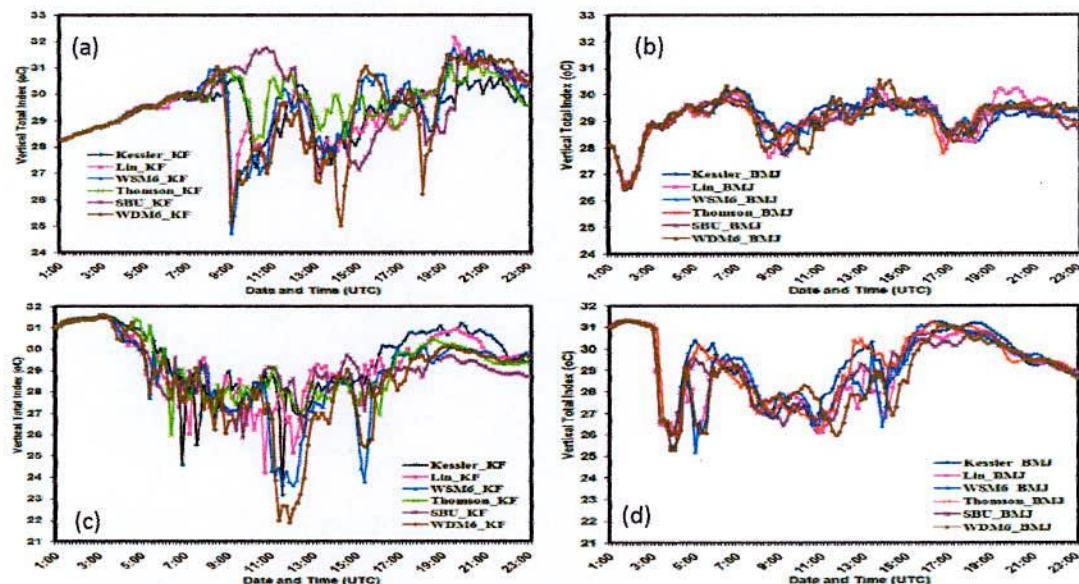 (a)
Vertical Total Index (oC)
33
32
31
30
29
28
27
26
25
24
Kessler_KF
Lin_KF
WSM6_KF
Thomson_KF
SBU_KF
WDM6_KF
1:00
3:00
5:00
7:00
9:00
11:00
13:00
15:00
17:00
19:00
21:00
23:00
Date and Time (UTC)
(b)
Vertical Total Index (oC)
33
32
31
30
29
28
27
26
25
24
Kessler_BMJ
Lin_BMJ
WSM6_BMJ
Thomson_BMJ
SBU_BMJ
WDM6_BMJ
1:00
3:00
5:00
7:00
9:00
11:00
13:00
15:00
17:00
19:00
21:00
23:00
Date and Time (UTC)
(c)
Vertical Total Index (oC)
32
31
30
29
28
27
26
25
24
23
22
21
Kessler_KF
Lin_KF
WSM6_KF
Thomson_KF
SBU_KF
WDM6_KF
1:00
3:00
5:00
7:00
9:00
11:00
13:00
15:00
17:00
19:00
21:00
23:00
Date and Time (UTC)
(d)
Vertical Total Index (oC)
32
31
30
29
28
27
26
25
24
23
22
21
Kessler_BMJ
Lin_BMJ
WSM6_BMJ
Thomson_BMJ
SBU_BMJ
WDM6_BMJ
1:00
3:00
5:00
7:00
9:00
11:00
13:00
15:00
17:00
19:00
21:00
23:00
Date and Time (UTC)